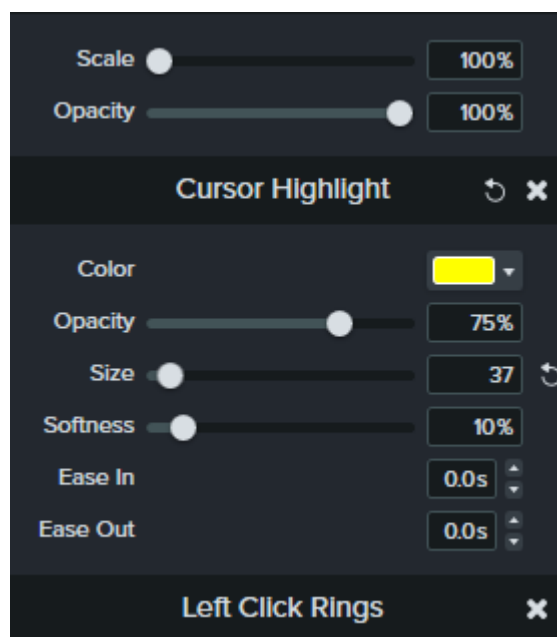 Scale 100%
Opacity 100%
Cursor Highlight
Color
Opacity 75%
Size 37
Softness 10%
Ease In 0.0s
Ease Out 0.0s
Left Click Rings